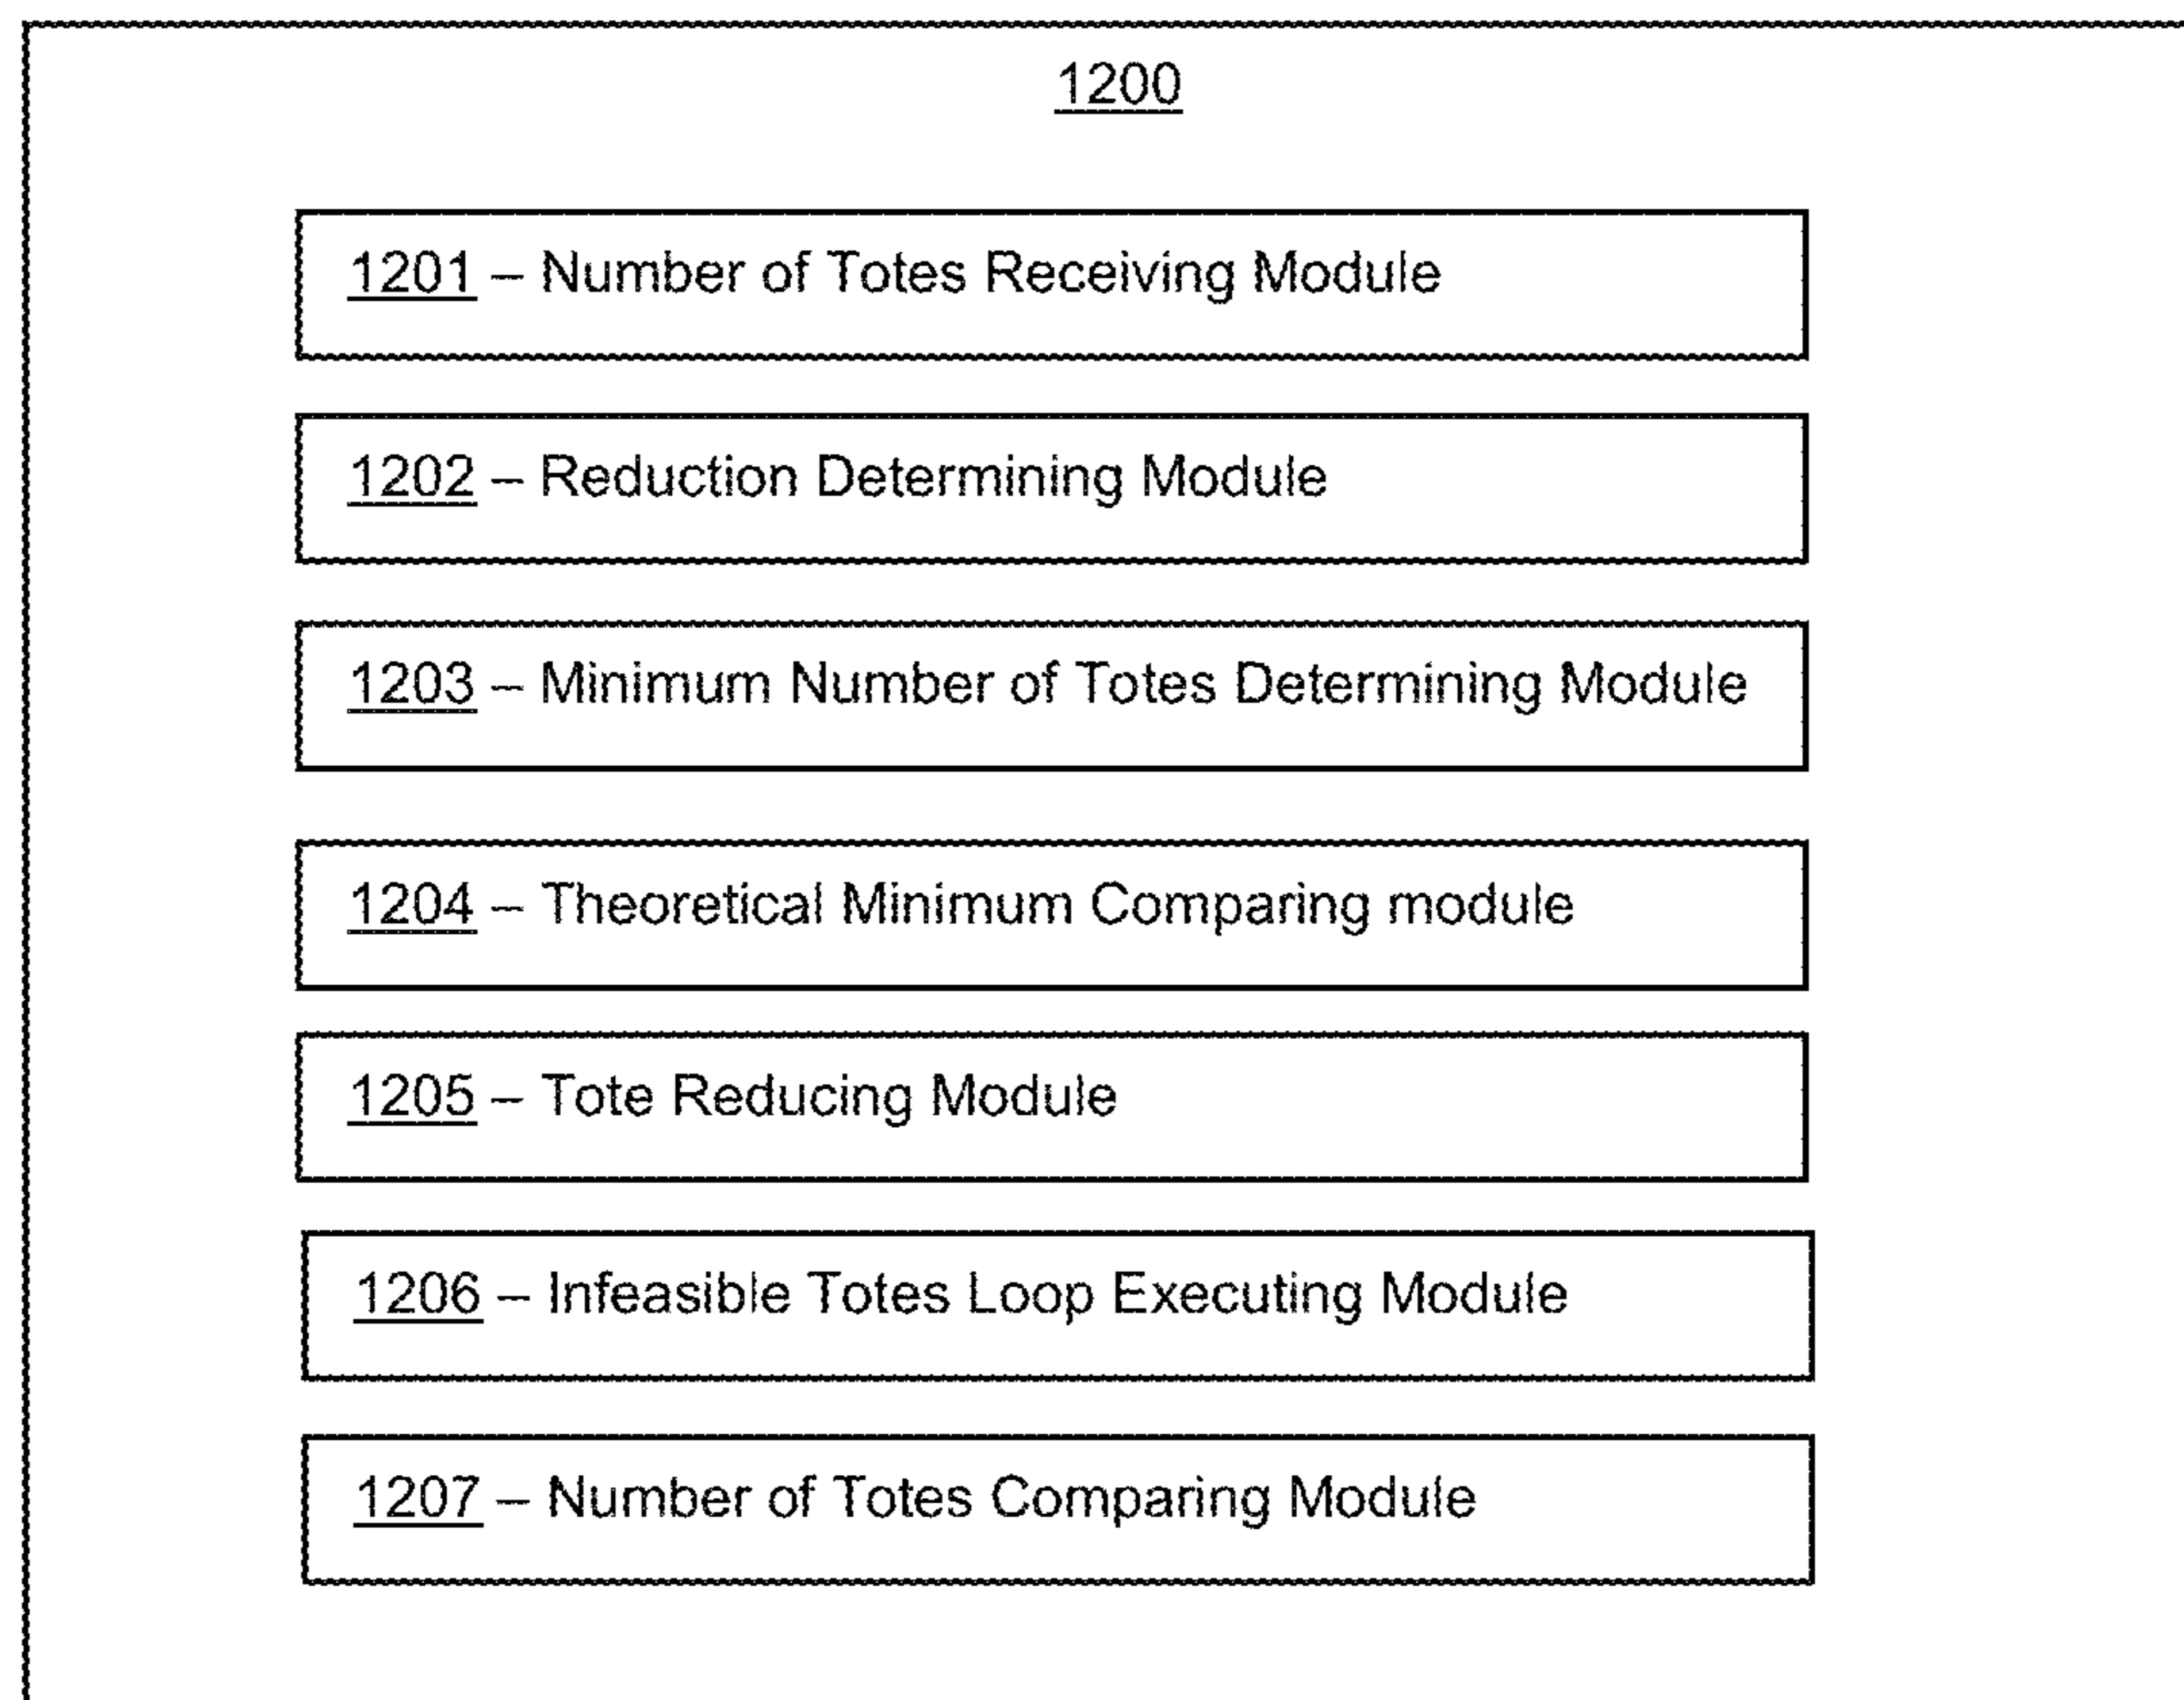 1200
1201 – Number of Totes Receiving Module
1202 – Reduction Determining Module
1203 – Minimum Number of Totes Determining Module
1204 – Theoretical Minimum Comparing module
1205 – Tote Reducing Module
1206 – Infeasible Totes Loop Executing Module
1207 – Number of Totes Comparing Module